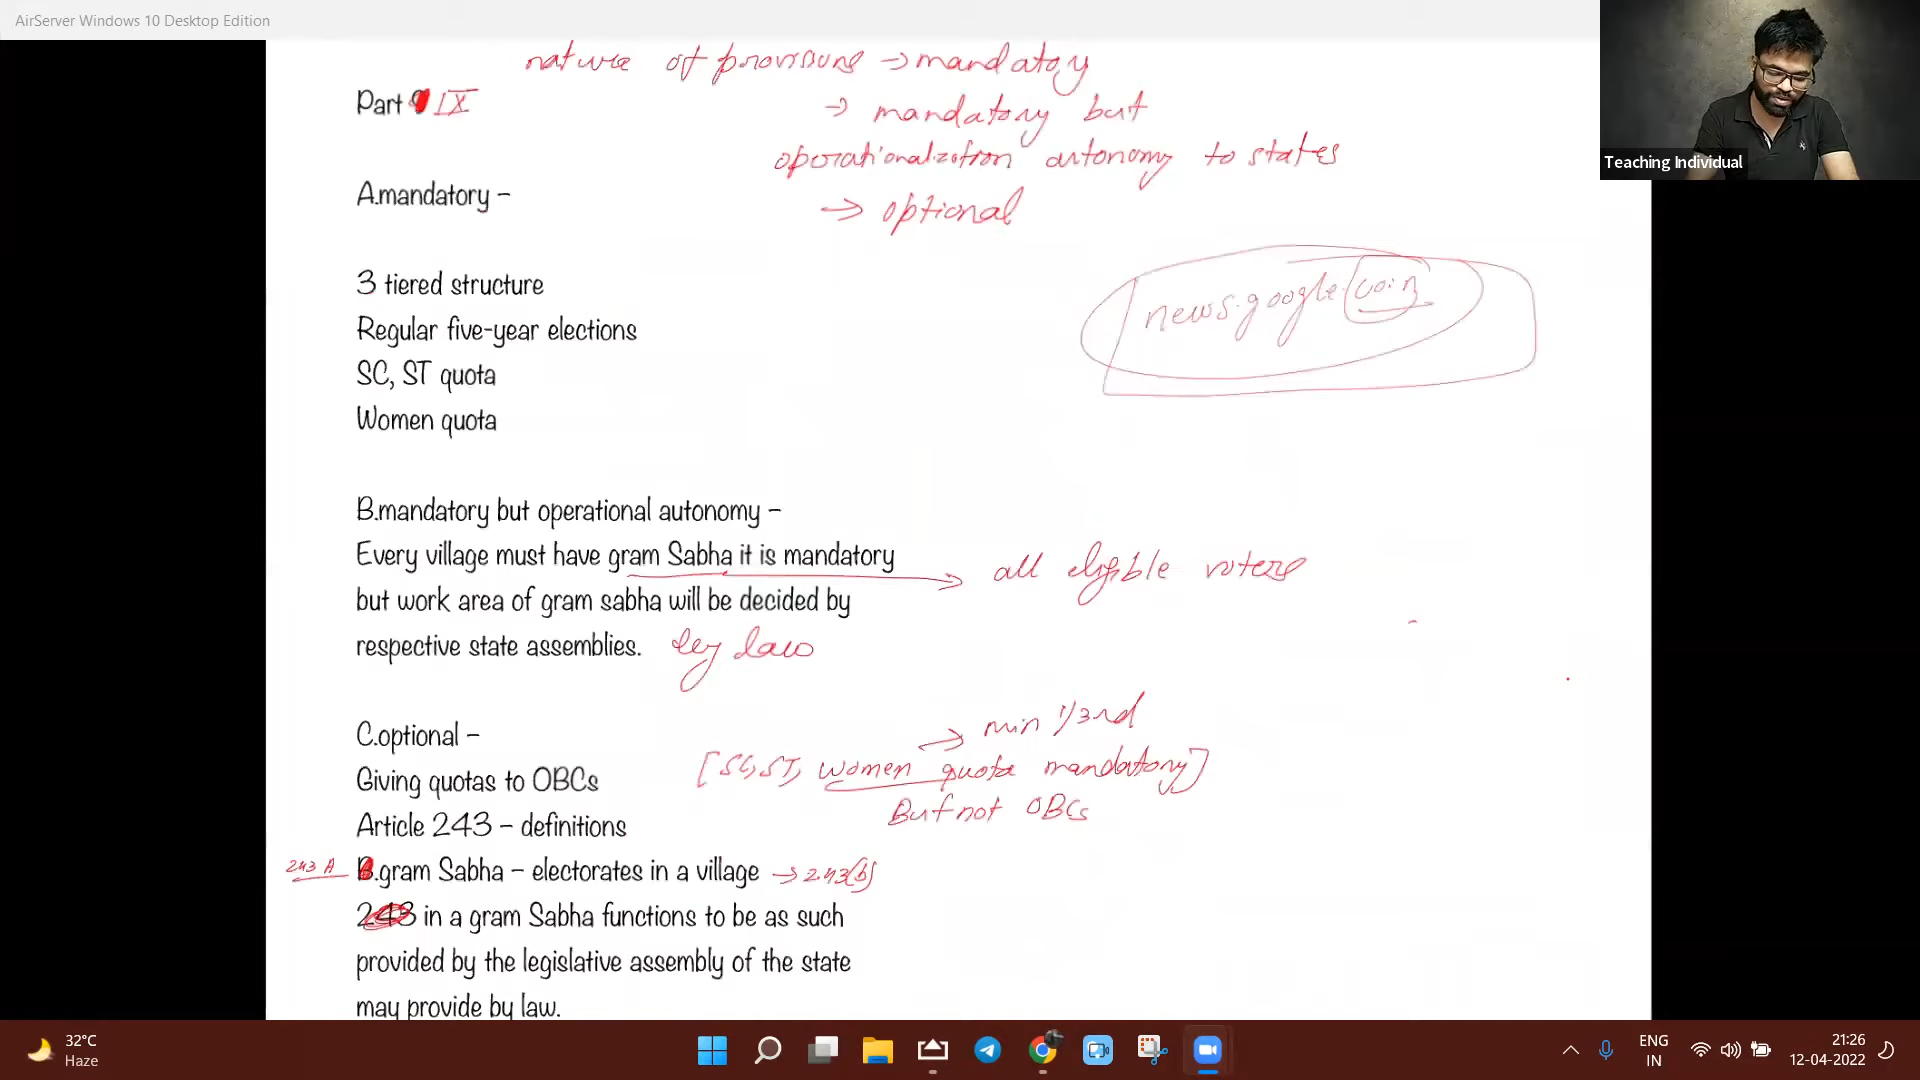 AirServer Windows 10 Desktop Edition
nature of provisions → mandatory
Part IX
→ mandatory but
operationalization autonomy to states
→ optional
Teaching Individual
A.mandatory –
3 tiered structure
Regular five-year elections
SC, ST quota
Women quota
news.google.co.in
B.mandatory but operational autonomy –
Every village must have gram Sabha it is mandatory → all eligible voters
but work area of gram sabha will be decided by
respective state assemblies. by law
C.optional –
→ min 1/3rd
Giving quotas to OBCs [SC, ST, women quota mandatory]
But not OBCs
Article 243 – definitions
243 A
.gram Sabha – electorates in a village → 243(b)
243 in a gram Sabha functions to be as such
provided by the legislative assembly of the state
may provide by law.
32°C
Haze
ENG
IN
21:26
12-04-2022